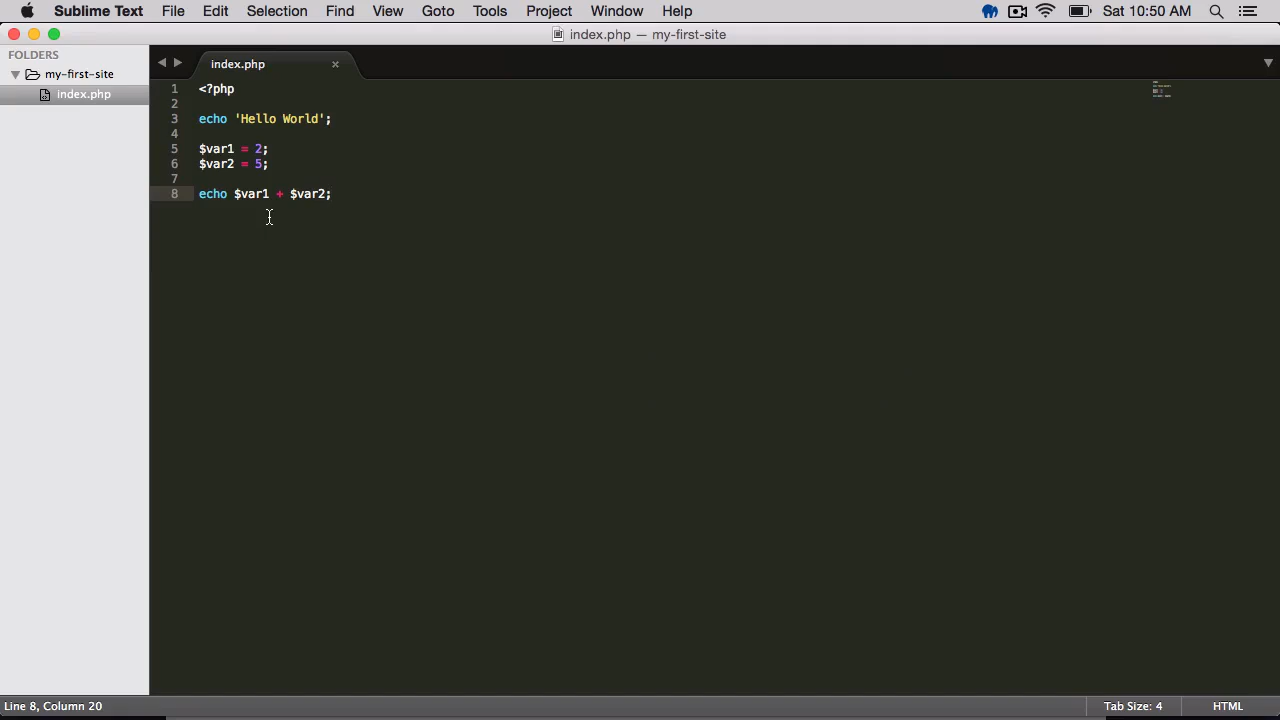 Sublime Text File Edit Selection Find View Goto Tools Project Window Help Sat 10:50 AM
index.php — my-first-site
FOLDERS
my-first-site
index.php
index.php ×
1 <?php
2
3 echo 'Hello World';
4
5 $var1 = 2;
6 $var2 = 5;
7
8 echo $var1 + $var2;
Line 8, Column 20 Tab Size: 4 HTML